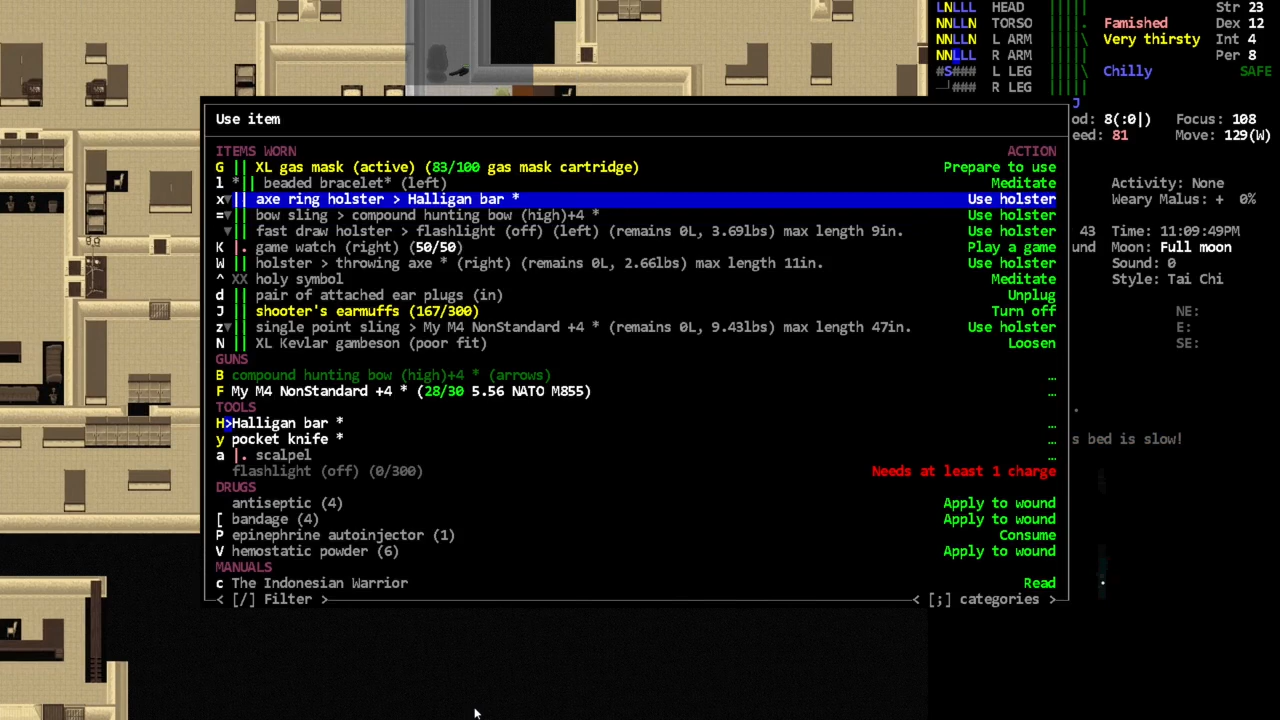 LNLLL HEAD Str 23
NNLLN TORSO Famished Dex 12
NNLLN L ARM Very thirsty Int 4
NNLLL R ARM Per 8
#S### L LEG Chilly SAFE
### R LEG
J
od: 8(:0|) Focus: 108
eed: 81 Move: 129(W)
Activity: None
Weary Malus: + 0%
43 Time: 11:09:49PM
und Moon: Full moon
Sound: 0
Style: Tai Chi
NE:
E:
SE:
s bed is slow!
Use item
ITEMS WORN ACTION
G || XL gas mask (active) (83/100 gas mask cartridge) Prepare to use
l *|| beaded bracelet* (left) Meditate
x▼|| axe ring holster > Halligan bar * Use holster
=▼|| bow sling > compound hunting bow (high)+4 * Use holster
▼|| fast draw holster > flashlight (off) (left) (remains 0L, 3.69lbs) max length 9in. Use holster
K |. game watch (right) (50/50) Play a game
W || holster > throwing axe * (right) (remains 0L, 2.66lbs) max length 11in. Use holster
^ XX holy symbol Meditate
d || pair of attached ear plugs (in) Unplug
J || shooter's earmuffs (167/300) Turn off
z▼|| single point sling > My M4 NonStandard +4 * (remains 0L, 9.43lbs) max length 47in. Use holster
N || XL Kevlar gambeson (poor fit) Loosen
GUNS
B compound hunting bow (high)+4 * (arrows) …
F My M4 NonStandard +4 * (28/30 5.56 NATO M855) …
TOOLS
H>Halligan bar * …
y pocket knife * …
a |. scalpel …
flashlight (off) (0/300) Needs at least 1 charge
DRUGS
antiseptic (4) Apply to wound
[ bandage (4) Apply to wound
P epinephrine autoinjector (1) Consume
V hemostatic powder (6) Apply to wound
MANUALS
c The Indonesian Warrior Read
< [/] Filter > < [;] categories >